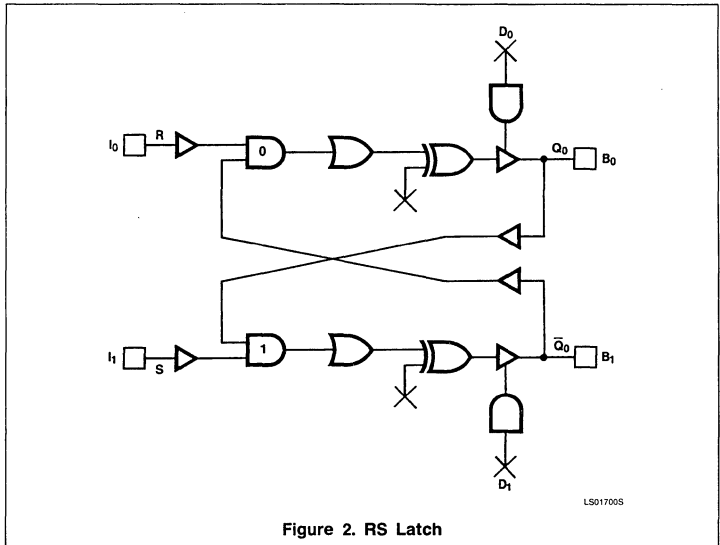 D0
I0 R 0 Q0 B0
I1 S 1 Q̅0 B1
D1
LS01700S
Figure 2. RS Latch